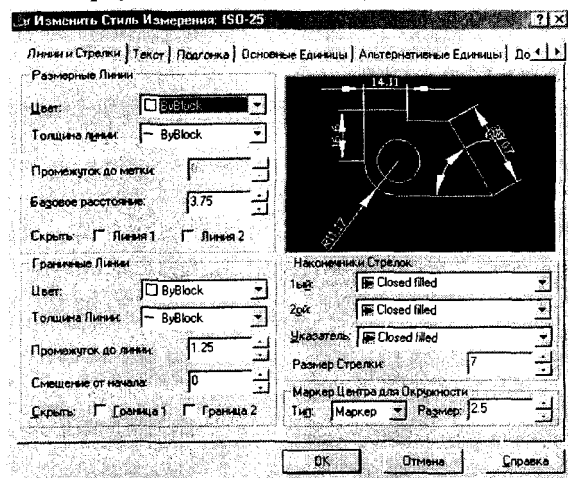 Изменить Стиль Измерения: ISO-25
Линии и Стрелки Текст Подгонка Основные Единицы Альтернативные Единицы До
Размерные Линии
Цвет: ByBlock
Толщина линии: ByBlock
Промежуток до метки:
Базовое расстояние: 3.75
Скрыть: Линия 1 Линия 2
Граничные Линии
Цвет: ByBlock
Толщина Линии: ByBlock
Промежуток до линии: 1.25
Смещение от начала: 0
Скрыть: Граница 1 Граница 2
14.11
R11.17
Наконечники Стрелок
1ый: Closed filled
2ой: Closed filled
Указатель: Closed filled
Размер Стрелки: 7
Маркер Центра для Окружности
Тип: Маркер Размер: 2.5
OK Отмена Справка